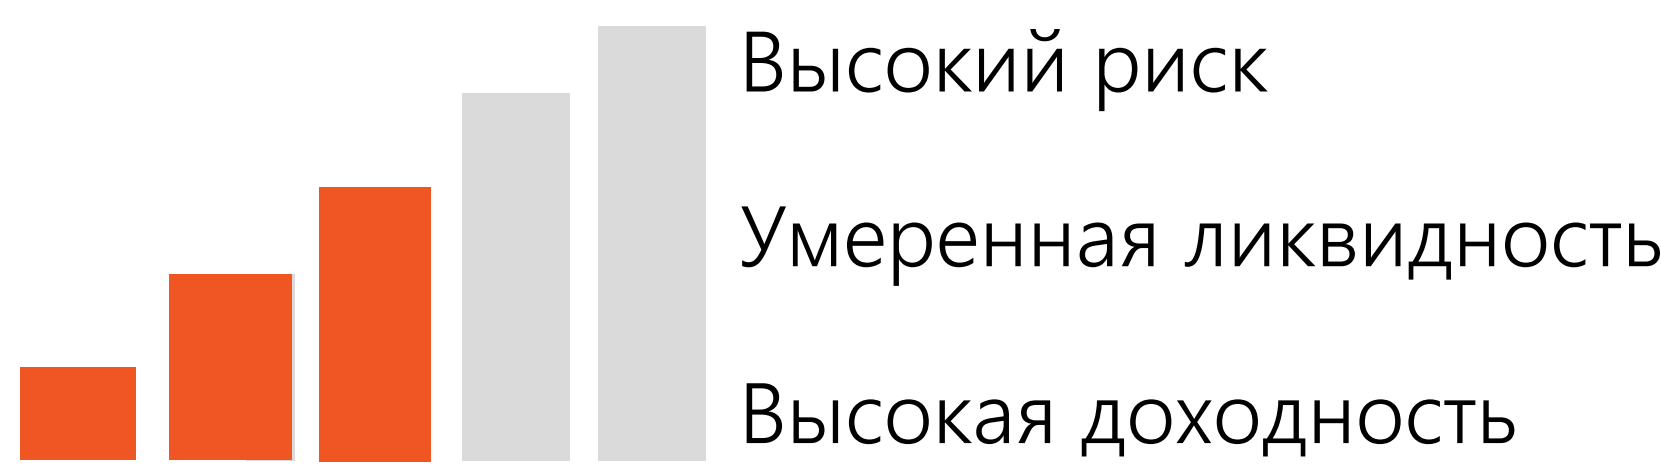 Высокий риск
Умеренная ликвидность
Высокая доходность